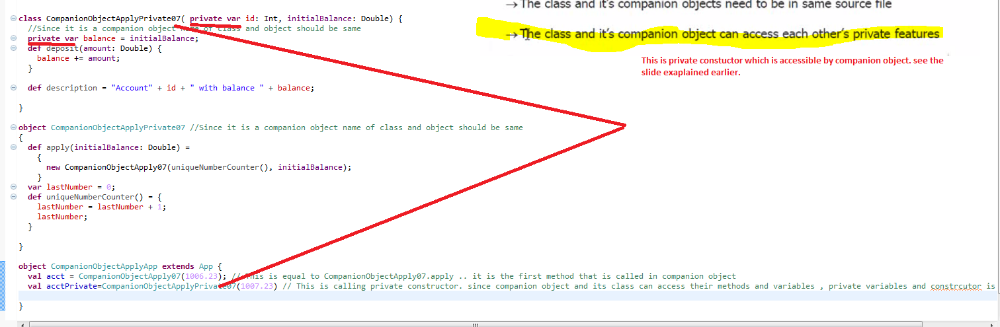 →The class and it's companion objects need to be in same source file
→The class and it's companion object can access each other's private features
This is private constuctor which is accessible by companion object. see the
slide exaplained earlier.
class CompanionObjectApplyPrivate07( private var id: Int, initialBalance: Double) {
//Since it is a companion object name of class and object should be same
private var balance = initialBalance;
def deposit(amount: Double) {
balance += amount;
}
def description = "Account" + id + " with balance " + balance;
}
object CompanionObjectApplyPrivate07 //Since it is a companion object name of class and object should be same
{
def apply(initialBalance: Double) =
{
new CompanionObjectApply07(uniqueNumberCounter(), initialBalance);
}
var lastNumber = 0;
def uniqueNumberCounter() = {
lastNumber = lastNumber + 1;
lastNumber;
}
}
object CompanionObjectApplyApp extends App {
val acct = CompanionObjectApply07(1006.23); // This is equal to CompanionObjectApply07.apply .. it is the first method that is called in companion object
val acctPrivate=CompanionObjectApplyPrivate07(1007.23) // This is calling private constructor. since companion object and its class can access their methods and variables , private variables and constrcutor is
}